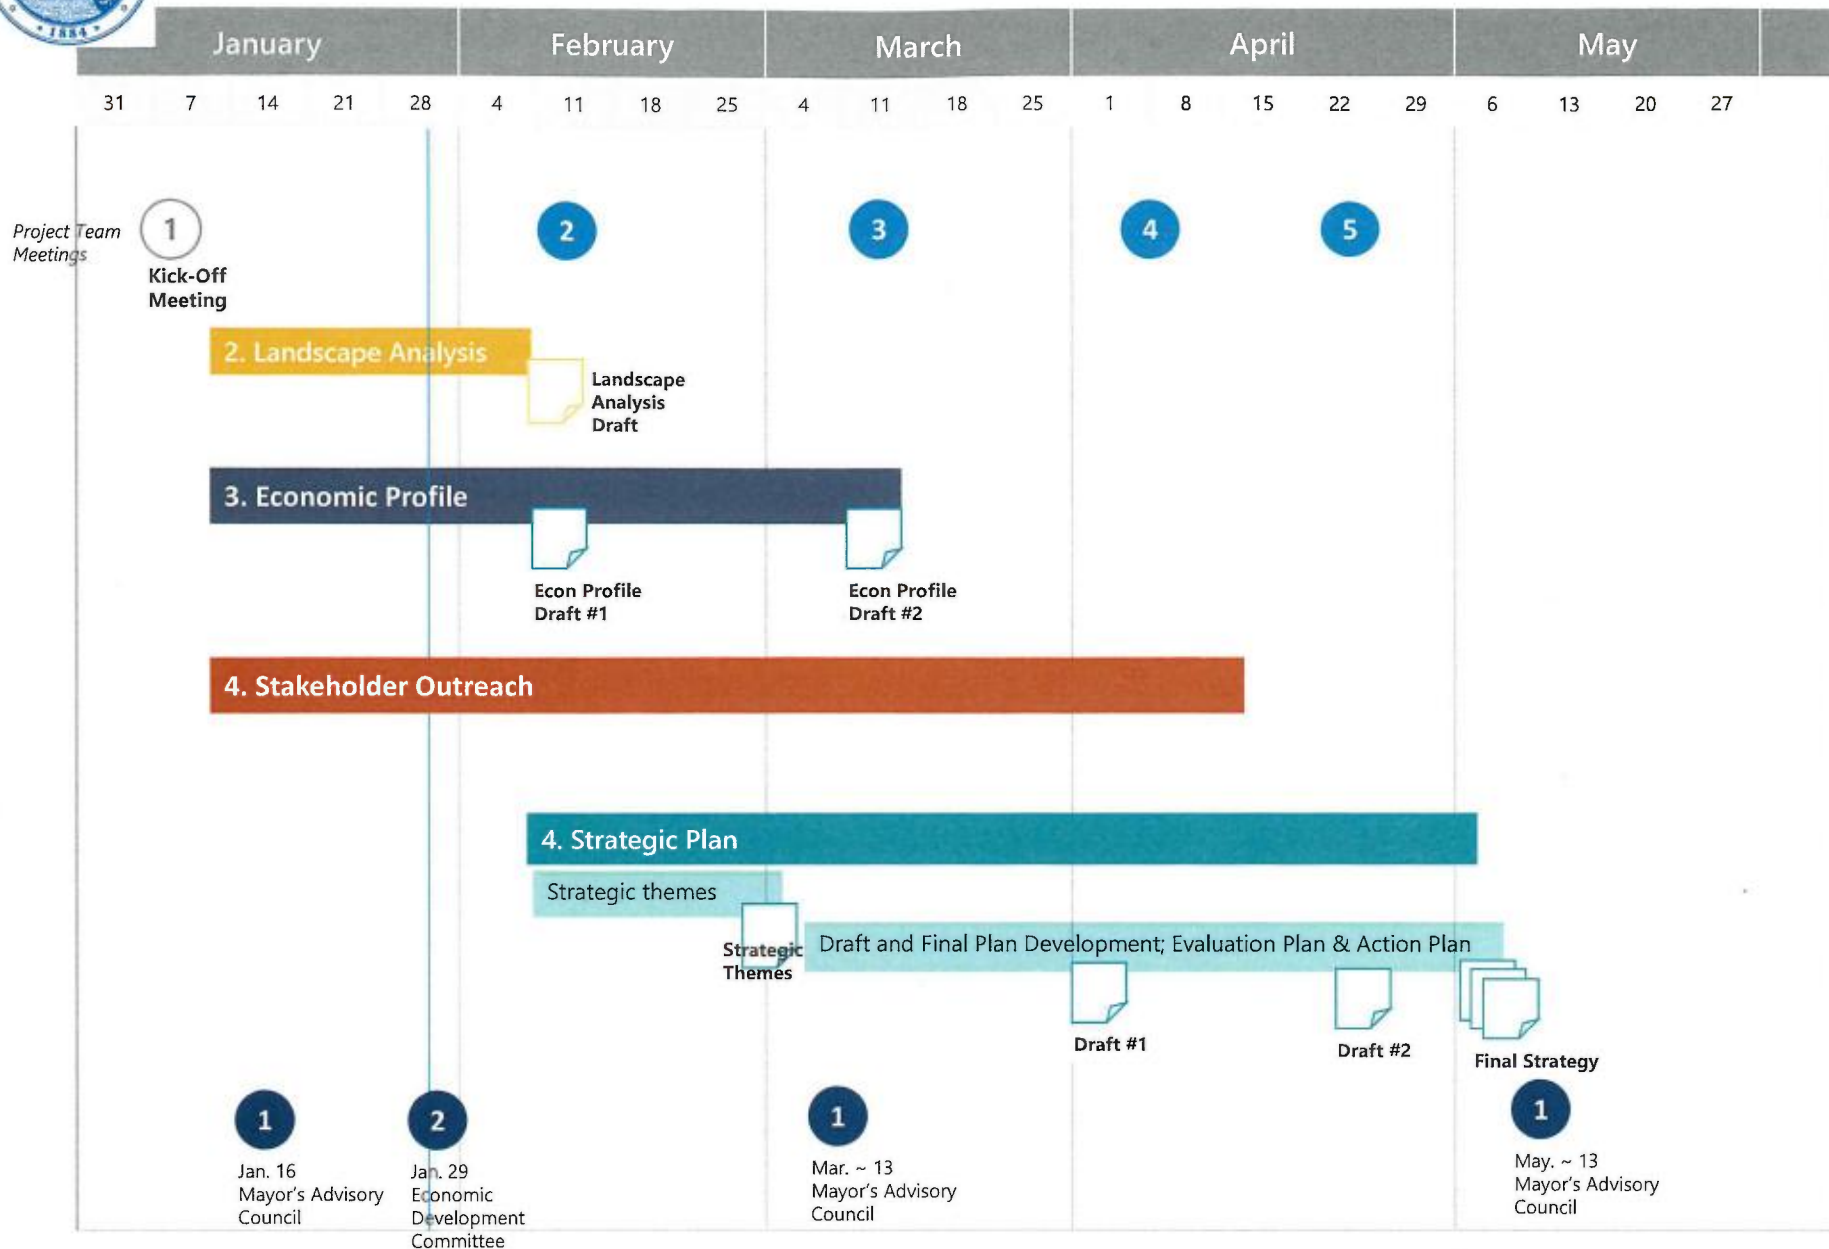 · 1884 ·
January February March April May
31 7 14 21 28 4 11 18 25 4 11 18 25 1 8 15 22 29 6 13 20 27
Project Team
Meetings
1 2 3 4 5
Kick-Off
Meeting
2. Landscape Analysis
Landscape
Analysis
Draft
3. Economic Profile
Econ Profile
Draft #1
Econ Profile
Draft #2
4. Stakeholder Outreach
4. Strategic Plan
Strategic themes
Strategic
Themes
Draft and Final Plan Development; Evaluation Plan & Action Plan
Draft #1
Draft #2
Final Strategy
1
Jan. 16
Mayor's Advisory
Council
2
Jan. 29
Economic
Development
Committee
1
Mar. ~ 13
Mayor's Advisory
Council
1
May. ~ 13
Mayor's Advisory
Council